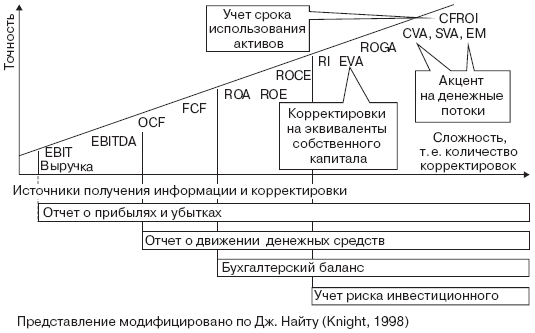 Точность
Учет срока
использования
активов
CFROI
CVA, SVA, EM
ROGA
RI EVA
ROCE
ROA ROE
FCF
OCF
EBITDA
EBIT
Выручка
Акцент
на денежные
потоки
Корректировки
на эквиваленты
собственного
капитала
Сложность,
т. е. количество
корректировок
Источники получения информации и корректировки
Отчет о прибылях и убытках
Отчет о движении денежных средств
Бухгалтерский баланс
Учет риска инвестиционного
Представление модифицировано по Дж. Найту (Knight, 1998)